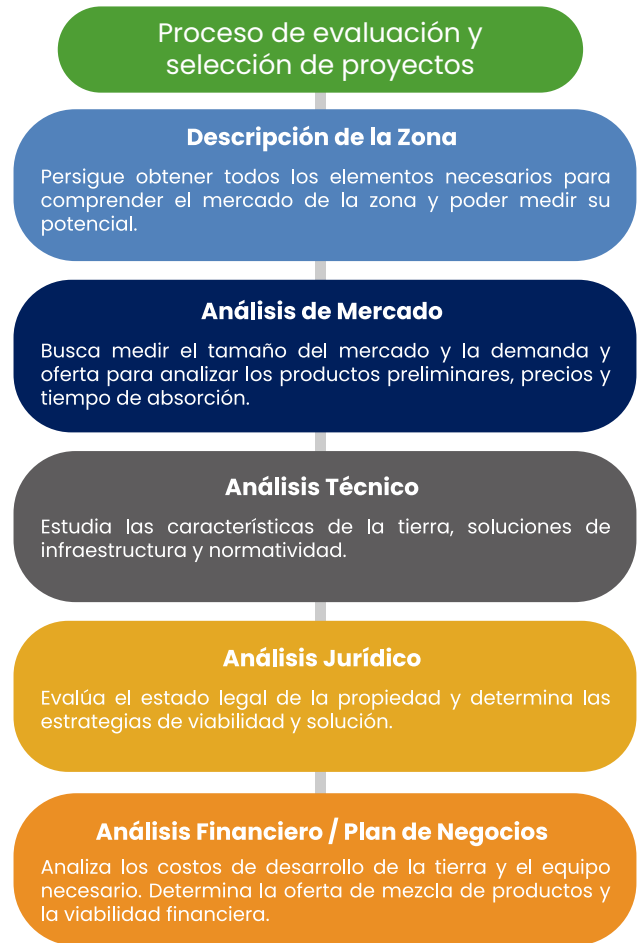 Proceso de evaluación y
selección de proyectos
Descripción de la Zona
Persigue obtener todos los elementos necesarios para
comprender el mercado de la zona y poder medir su
potencial.
Análisis de Mercado
Busca medir el tamaño del mercado y la demanda y
oferta para analizar los productos preliminares, precios y
tiempo de absorción.
Análisis Técnico
Estudia las características de la tierra, soluciones de
infraestructura y normatividad.
Análisis Jurídico
Evalúa el estado legal de la propiedad y determina las
estrategias de viabilidad y solución.
Análisis Financiero / Plan de Negocios
Analiza los costos de desarrollo de la tierra y el equipo
necesario. Determina la oferta de mezcla de productos y
la viabilidad financiera.